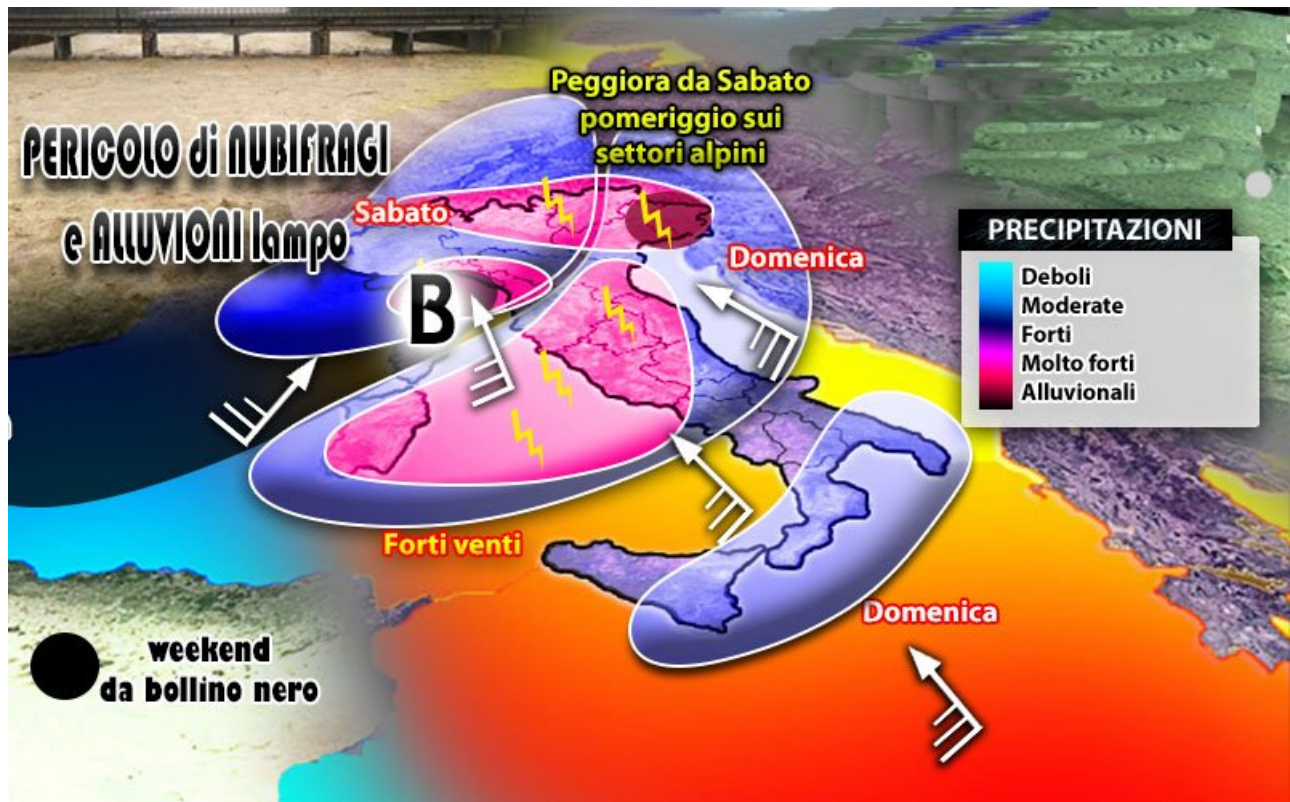 PERICOLO di NUBIFRAGI
e ALLUVIONI lampo
Peggiora da Sabato
pomeriggio sui
settori alpini
Sabato
Domenica
B
PRECIPITAZIONI
Deboli
Moderate
Forti
Molto forti
Alluvionali
Forti venti
Domenica
weekend
da bollino nero